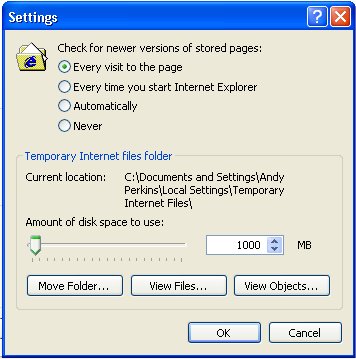 Settings
Check for newer versions of stored pages:
Every visit to the page
Every time you start Internet Explorer
Automatically
Never
Temporary Internet files folder
Current location:
C:\Documents and Settings\Andy
Perkins\Local Settings\Temporary
Internet Files\
Amount of disk space to use:
1000 MB
Move Folder...
View Files...
View Objects...
OK
Cancel